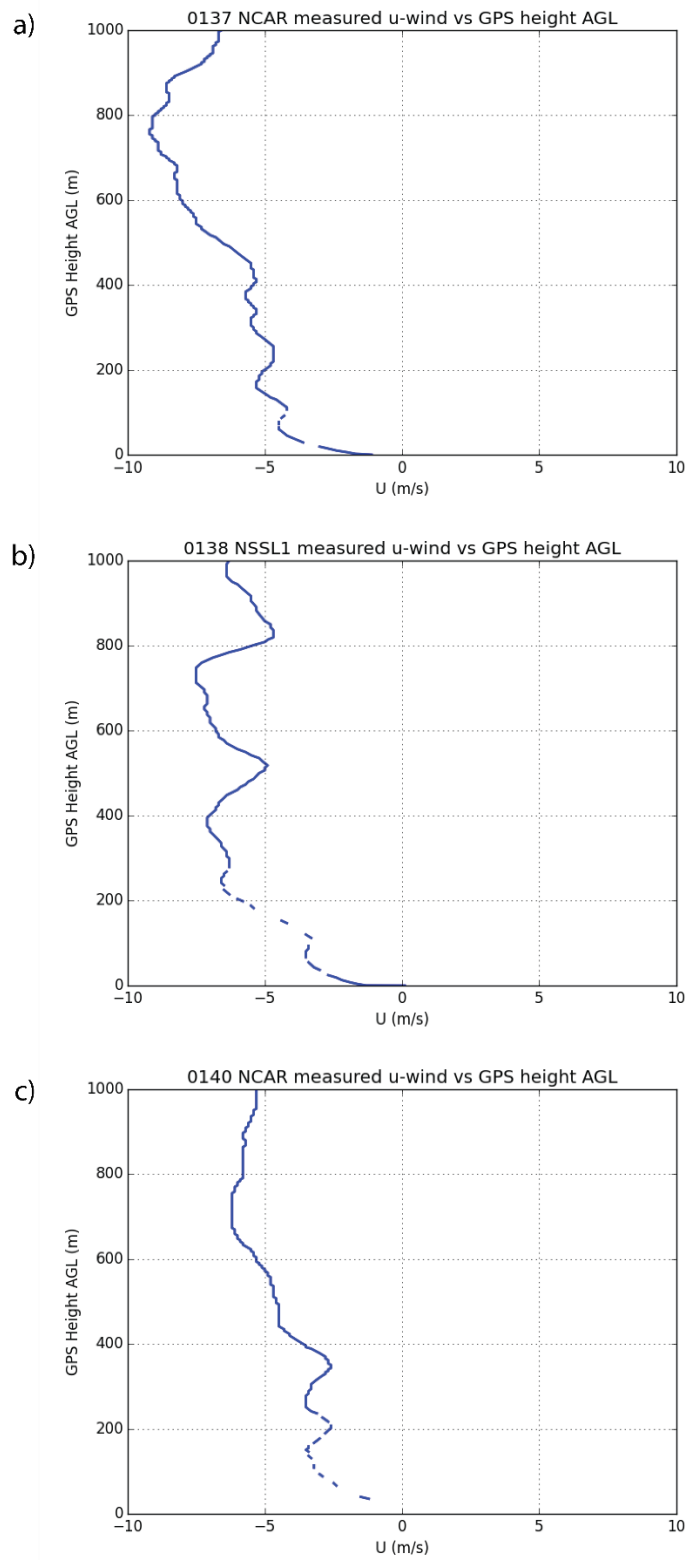 a)
0137 NCAR measured u-wind vs GPS height AGL
1000
800
600
400
200
0
GPS Height AGL (m)
−10 −5 0 5 10
U (m/s)
b)
0138 NSSL1 measured u-wind vs GPS height AGL
1000
800
600
400
200
0
GPS Height AGL (m)
−10 −5 0 5 10
U (m/s)
c)
0140 NCAR measured u-wind vs GPS height AGL
1000
800
600
400
200
0
GPS Height AGL (m)
−10 −5 0 5 10
U (m/s)